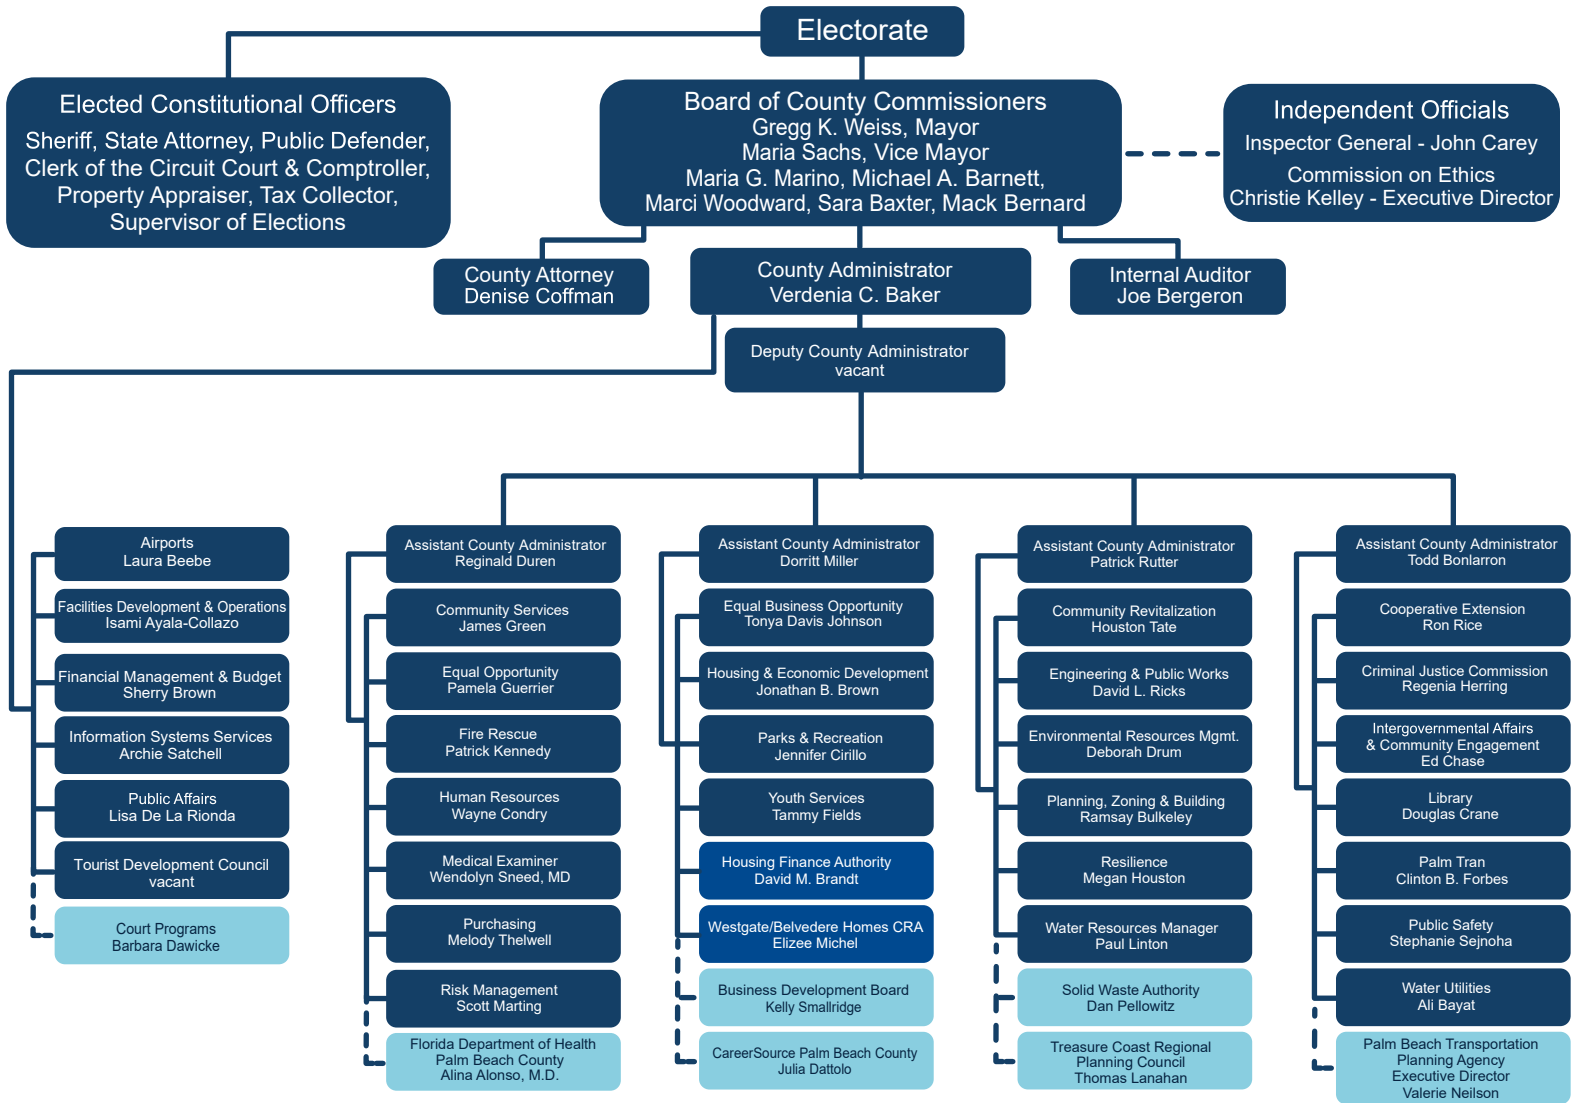 Electorate
Elected Constitutional Officers
Sheriff, State Attorney, Public Defender,
Clerk of the Circuit Court & Comptroller,
Property Appraiser, Tax Collector,
Supervisor of Elections
Board of County Commissioners
Gregg K. Weiss, Mayor
Maria Sachs, Vice Mayor
Maria G. Marino, Michael A. Barnett,
Marci Woodward, Sara Baxter, Mack Bernard
Independent Officials
Inspector General - John Carey
Commission on Ethics
Christie Kelley - Executive Director
County Attorney
Denise Coffman
County Administrator
Verdenia C. Baker
Internal Auditor
Joe Bergeron
Deputy County Administrator
vacant
Airports
Laura Beebe
Facilities Development & Operations
Isami Ayala-Collazo
Financial Management & Budget
Sherry Brown
Information Systems Services
Archie Satchell
Public Affairs
Lisa De La Rionda
Tourist Development Council
vacant
Court Programs
Barbara Dawicke
Assistant County Administrator
Reginald Duren
Community Services
James Green
Equal Opportunity
Pamela Guerrier
Fire Rescue
Patrick Kennedy
Human Resources
Wayne Condry
Medical Examiner
Wendolyn Sneed, MD
Purchasing
Melody Thelwell
Risk Management
Scott Marting
Florida Department of Health
Palm Beach County
Alina Alonso, M.D.
Assistant County Administrator
Dorritt Miller
Equal Business Opportunity
Tonya Davis Johnson
Housing & Economic Development
Jonathan B. Brown
Parks & Recreation
Jennifer Cirillo
Youth Services
Tammy Fields
Housing Finance Authority
David M. Brandt
Westgate/Belvedere Homes CRA
Elizee Michel
Business Development Board
Kelly Smallridge
CareerSource Palm Beach County
Julia Dattolo
Assistant County Administrator
Patrick Rutter
Community Revitalization
Houston Tate
Engineering & Public Works
David L. Ricks
Environmental Resources Mgmt.
Deborah Drum
Planning, Zoning & Building
Ramsay Bulkeley
Resilience
Megan Houston
Water Resources Manager
Paul Linton
Solid Waste Authority
Dan Pellowitz
Treasure Coast Regional
Planning Council
Thomas Lanahan
Assistant County Administrator
Todd Bonlarron
Cooperative Extension
Ron Rice
Criminal Justice Commission
Regenia Herring
Intergovernmental Affairs
& Community Engagement
Ed Chase
Library
Douglas Crane
Palm Tran
Clinton B. Forbes
Public Safety
Stephanie Sejnoha
Water Utilities
Ali Bayat
Palm Beach Transportation
Planning Agency
Executive Director
Valerie Neilson